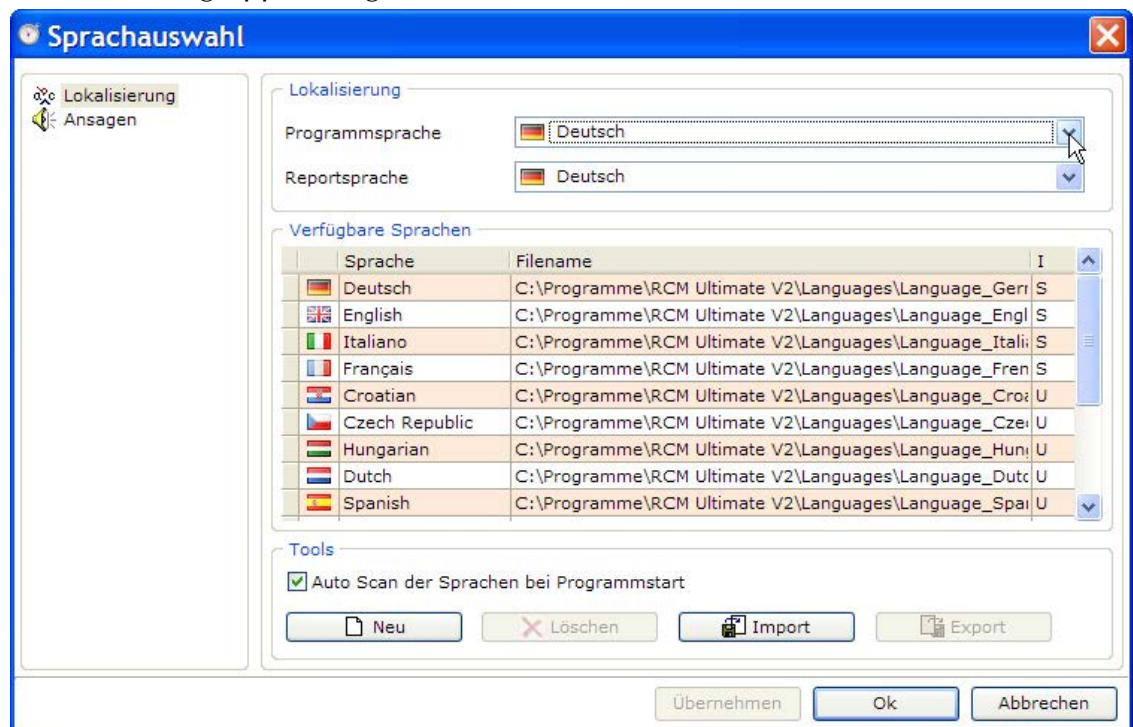 Sprachauswahl
Lokalisierung
Ansagen
Lokalisierung
Programmsprache Deutsch
Reportsprache Deutsch
Verfügbare Sprachen
Sprache Filename I
Deutsch C:\Programme\RCM Ultimate V2\Languages\Language_Gerr S
English C:\Programme\RCM Ultimate V2\Languages\Language_Engl S
Italiano C:\Programme\RCM Ultimate V2\Languages\Language_Itali S
Français C:\Programme\RCM Ultimate V2\Languages\Language_Fren S
Croatian C:\Programme\RCM Ultimate V2\Languages\Language_Croa U
Czech Republic C:\Programme\RCM Ultimate V2\Languages\Language_Cze U
Hungarian C:\Programme\RCM Ultimate V2\Languages\Language_Hun U
Dutch C:\Programme\RCM Ultimate V2\Languages\Language_Dutc U
Spanish C:\Programme\RCM Ultimate V2\Languages\Language_Spa U
Tools
Auto Scan der Sprachen bei Programmstart
Neu Löschen Import Export
Übernehmen Ok Abbrechen